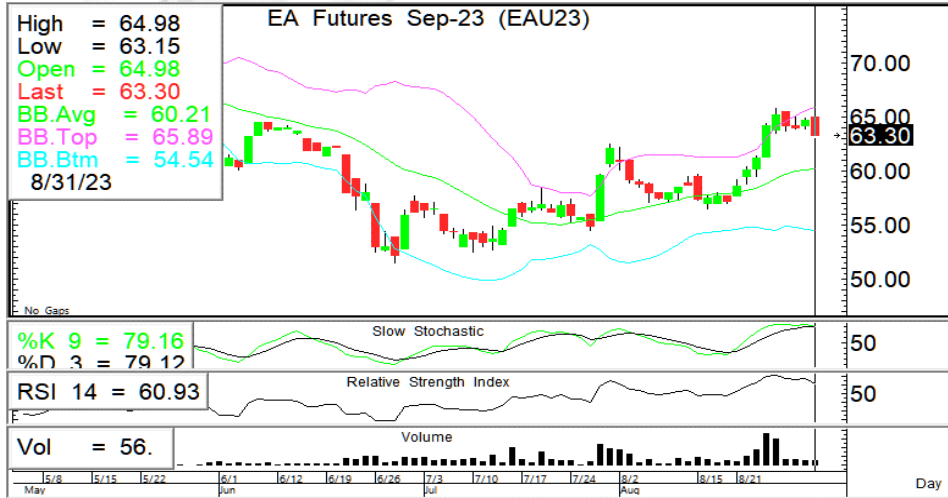 EA Futures Sep-23 (EAU23)
High = 64.98
Low = 63.15
Open = 64.98
Last = 63.30
BB.Avg = 60.21
BB.Top = 65.89
BB.Btm = 54.54
8/31/23
70.00
65.00
63.30
60.00
55.00
50.00
No Gaps
Slow Stochastic
%K 9 = 79.16
%D 3 = 79.12
50
Relative Strength Index
RSI 14 = 60.93
50
Volume
Vol = 56.
5/8 5/15 5/22 6/1 6/12 6/19 6/26 7/3 7/10 7/17 7/24 8/2 8/15 8/21
May Jun Jul Aug
Day